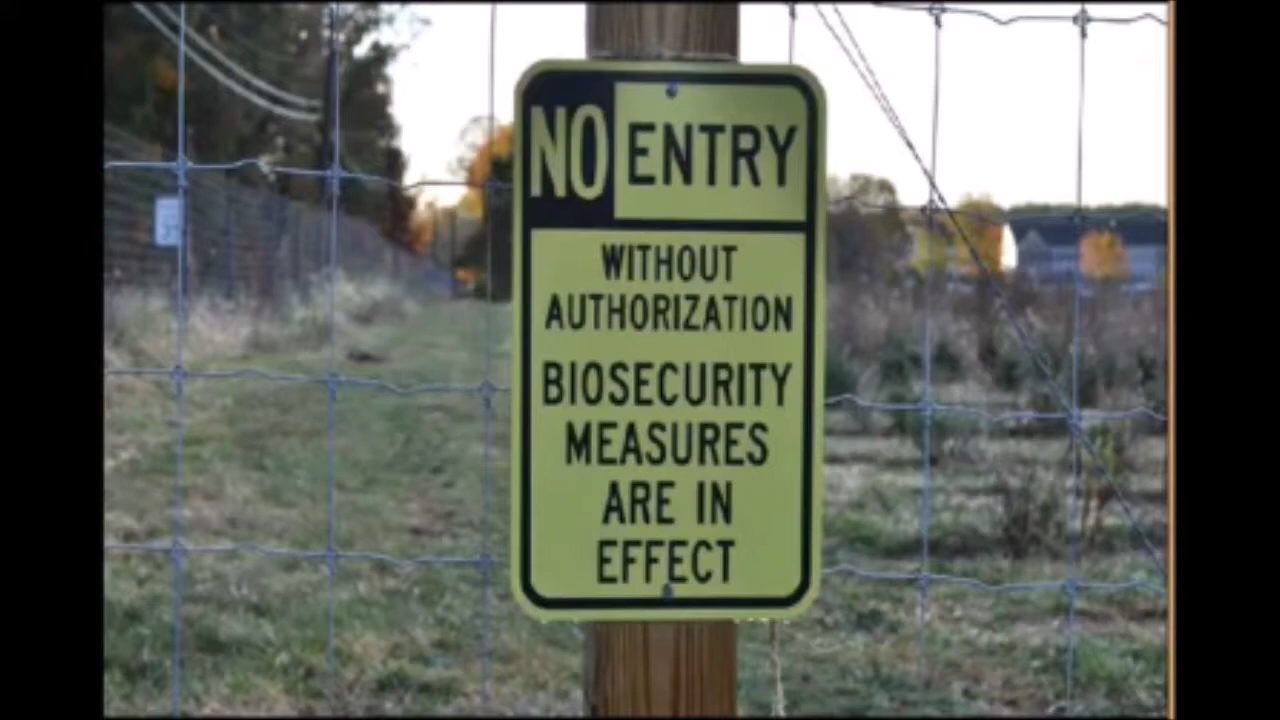 NO ENTRY
WITHOUT
AUTHORIZATION
BIOSECURITY
MEASURES
ARE IN
EFFECT